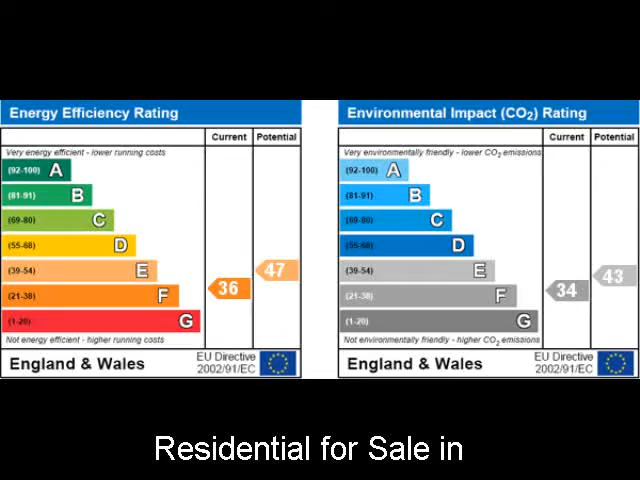 Energy Efficiency Rating
Current Potential
Very energy efficient - lower running costs
(92-100) A
(81-91) B
(69-80) C
(55-68) D
(39-54) E
(21-38) F
(1-20) G
36
47
Not energy efficient - higher running costs
England & Wales
EU Directive
2002/91/EC
Environmental Impact (CO2) Rating
Current Potential
Very environmentally friendly - lower CO2 emissions
(92-100) A
(81-91) B
(69-80) C
(55-68) D
(39-54) E
(21-38) F
(1-20) G
34
43
Not environmentally friendly - higher CO2 emissions
England & Wales
EU Directive
2002/91/EC
Residential for Sale in